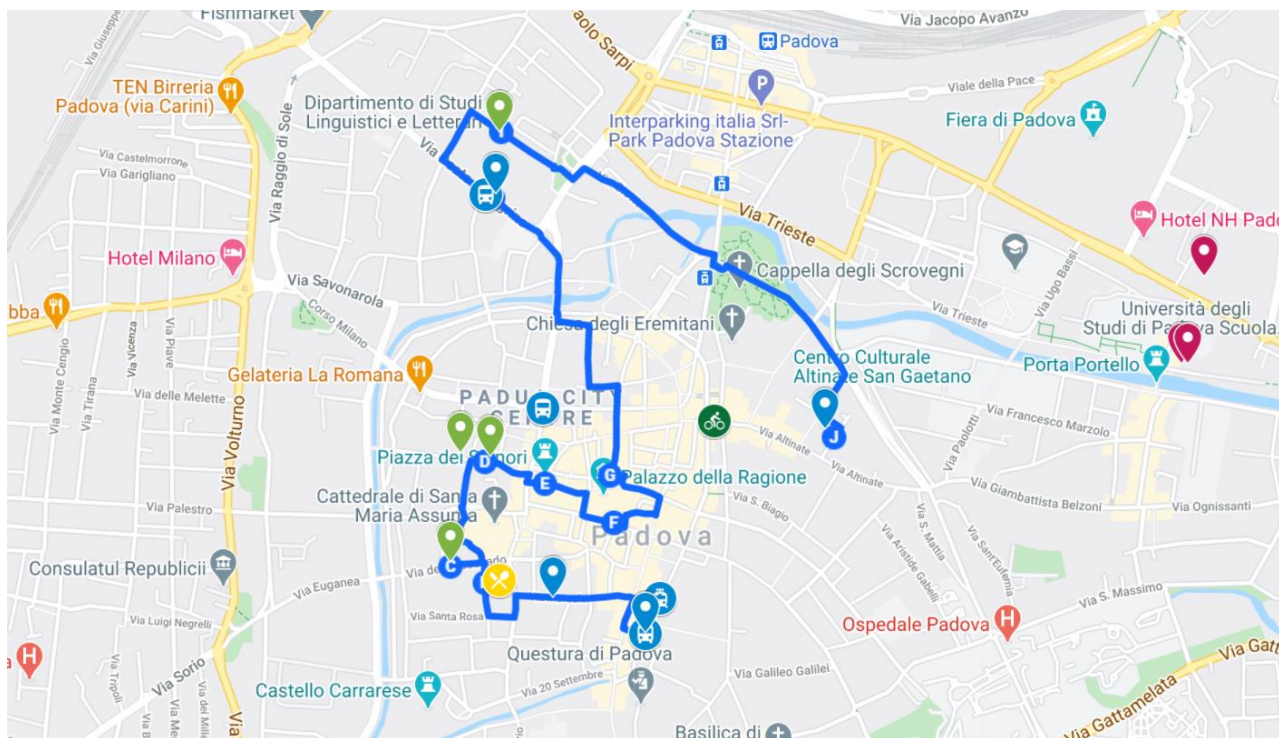 Fishmarket
Via Jacopo Avanzo
Padova
TEN Birreria
Padova (via Carini)
Via Raggio di Sole
Dipartimento di Studi
Linguistici e Letterari
Interparking italia Srl-
Park Padova Stazione
Viale della Pace
Fiera di Padova
Via Castelmorrone
Via Garigliano
Via Trieste
Hotel NH Pado
Hotel Milano
Cappella degli Scrovegni
Via Ugo Bassi
Via Savonarola
Corso Milano
Via Trieste
Università degli
Studi di Padova Scuola
Chiesa degli Eremitani
bba
Via Monte Cengio
Via Tirana
Via Vicenza
Via Piave
Via delle Melette
Gelateria La Romana
Centro Culturale
Altinate San Gaetano
Porta Portello
PADUA CITY
CENTRE
Via Volturno
Via Altinate
Via Francesco Marzolo
Via Paolotti
Piazza dei Signori
D
E
G
J
Palazzo della Ragione
Via Altinate
Via Giambattista Belzoni
Via Ognissanti
Cattedrale di Santa
Maria Assunta
Via Palestro
Via S. Biagio
F
Padova
Via S. Mattia
Via Sant'Eufemia
Via Aristide Gabelli
Consulatul Republicii
Via Euganea
C
Via Santa Rosa
Via S. Massimo
Via Luigi Negrelli
Ospedale Padova
Questura di Padova
Via Sorio
Via Tripoli
Via Galileo Galilei
Castello Carrarese
Via 20 Settembre
Via Gattamelata
Basilica di